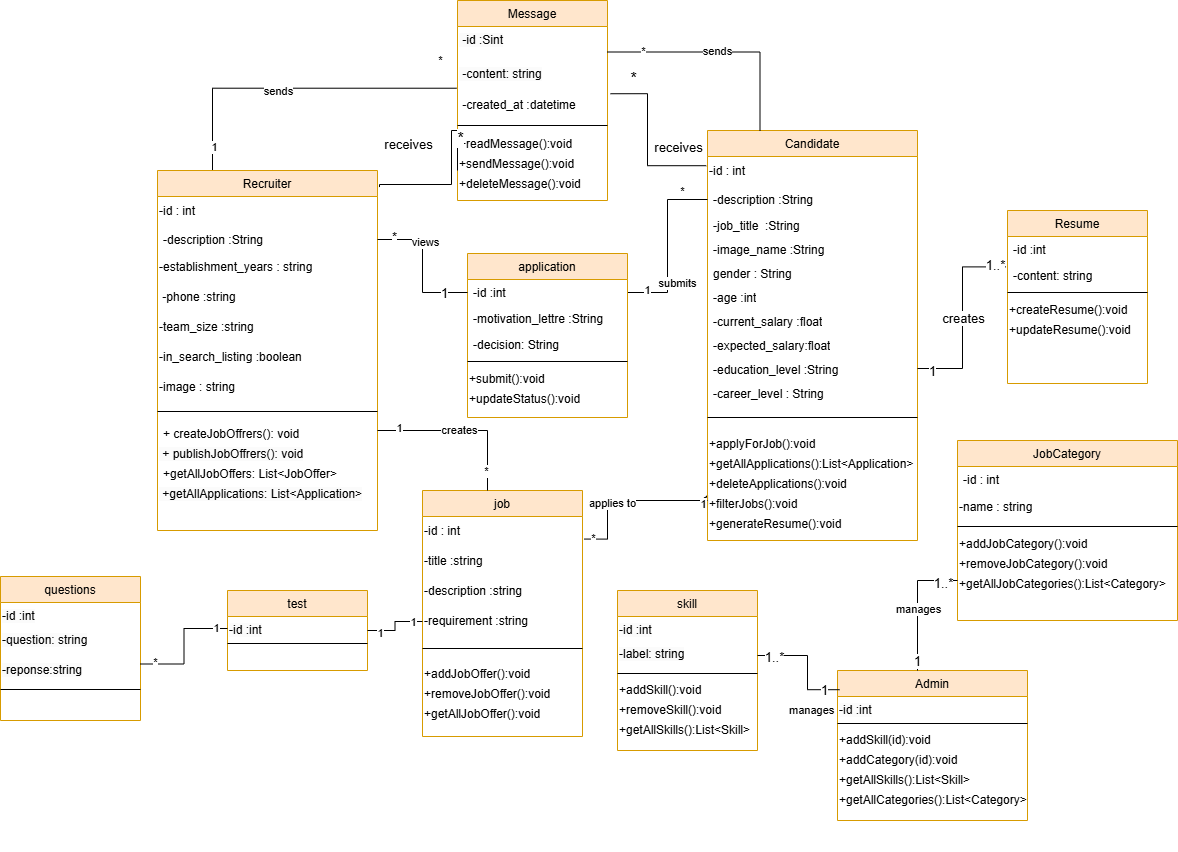 Message
-id :Sint
-content: string
-created_at :datetime
-readMessage():void
+sendMessage():void
+deleteMessage():void
*
sends
1
*
sends
*
receives
receives
*
Recruiter
-id : int
-description :String
-establishment_years : string
-phone :string
-team_size :string
-in_search_listing :boolean
-image : string
+ createJobOffrers(): void
+ publishJobOffrers(): void
+getAllJobOffers: List<JobOffer>
+getAllApplications: List<Application>
*
views
1
application
-id :int
-motivation_lettre :String
-decision: String
+submit():void
+updateStatus():void
1
submits
*
Candidate
-id : int
-description :String
-job_title :String
-image_name :String
gender : String
-age :int
-current_salary :float
-expected_salary:float
-education_level :String
-career_level : String
+applyForJob():void
+getAllApplications():List<Application>
+deleteApplications():void
+filterJobs():void
+generateResume():void
1
creates
1..*
Resume
-id :int
-content: string
+createResume():void
+updateResume():void
1
creates
*
job
-id : int
-title :string
-description :string
-requirement :string
+addJobOffer():void
+removeJobOffer():void
+getAllJobOffer():void
*
applies to
1
JobCategory
-id : int
-name : string
+addJobCategory():void
+removeJobCategory():void
+getAllJobCategories():List<Category>
1..*
manages
1
questions
-id :int
-question: string
-reponse:string
*
1
test
-id :int
1
1
skill
-id :int
-label: string
+addSkill():void
+removeSkill():void
+getAllSkills():List<Skill>
1..*
1
manages
Admin
-id :int
+addSkill(id):void
+addCategory(id):void
+getAllSkills():List<Skill>
+getAllCategories():List<Category>